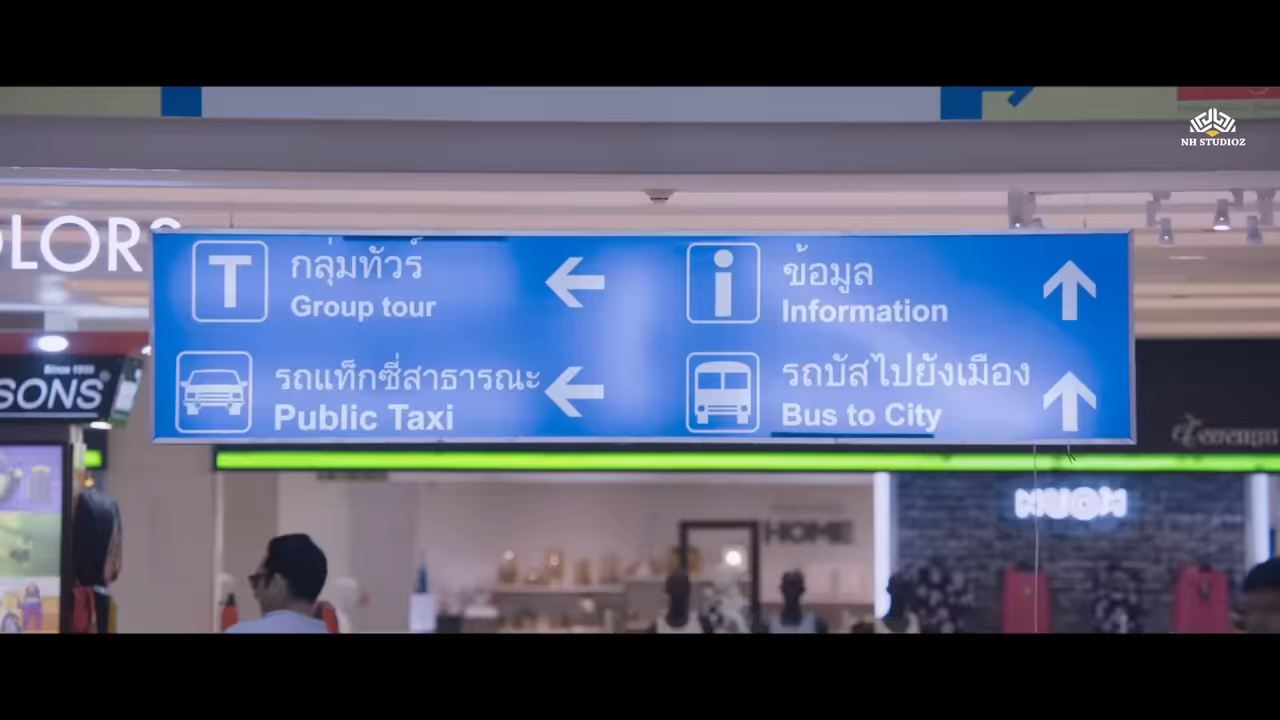 NH STUDIOZ
T
กลุ่มทัวร์
Group tour
i
ข้อมูล
Information
รถแท็กซี่สาธารณะ
Public Taxi
รถบัสไปยังเมือง
Bus to City
Since 1919
SONS
HOME